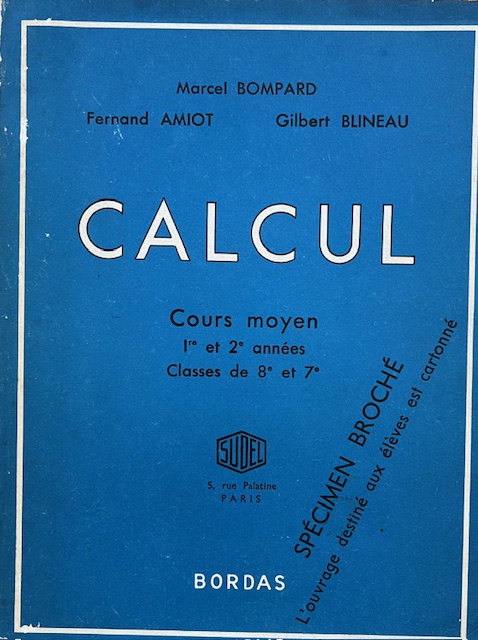 Marcel BOMPARD
Fernand AMIOT Gilbert BLINEAU
CALCUL
Cours moyen
1re et 2e années
Classes de 8e et 7e
SUDEL
5, rue Palatine
PARIS
SPÉCIMEN BROCHÉ
L'ouvrage destiné aux élèves est cartonné
BORDAS